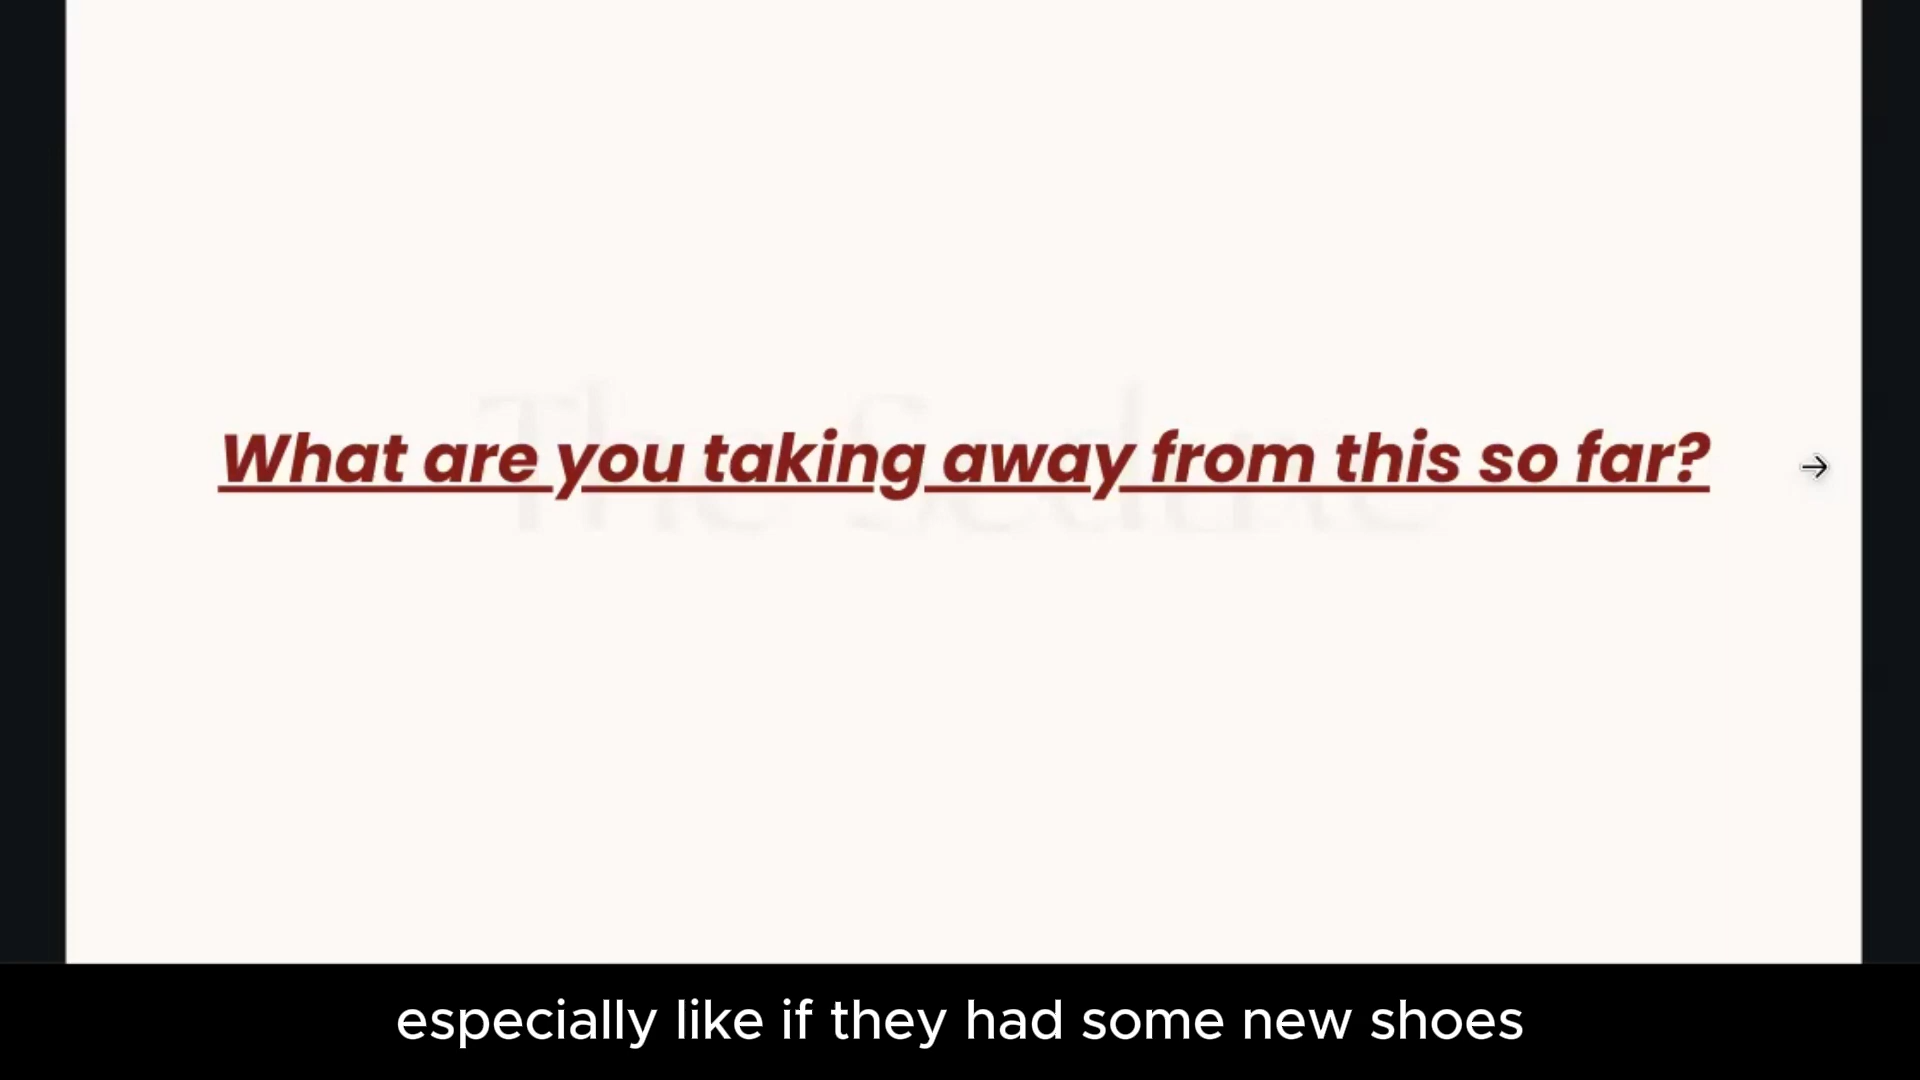 What are you taking away from this so far?
especially like if they had some new shoes